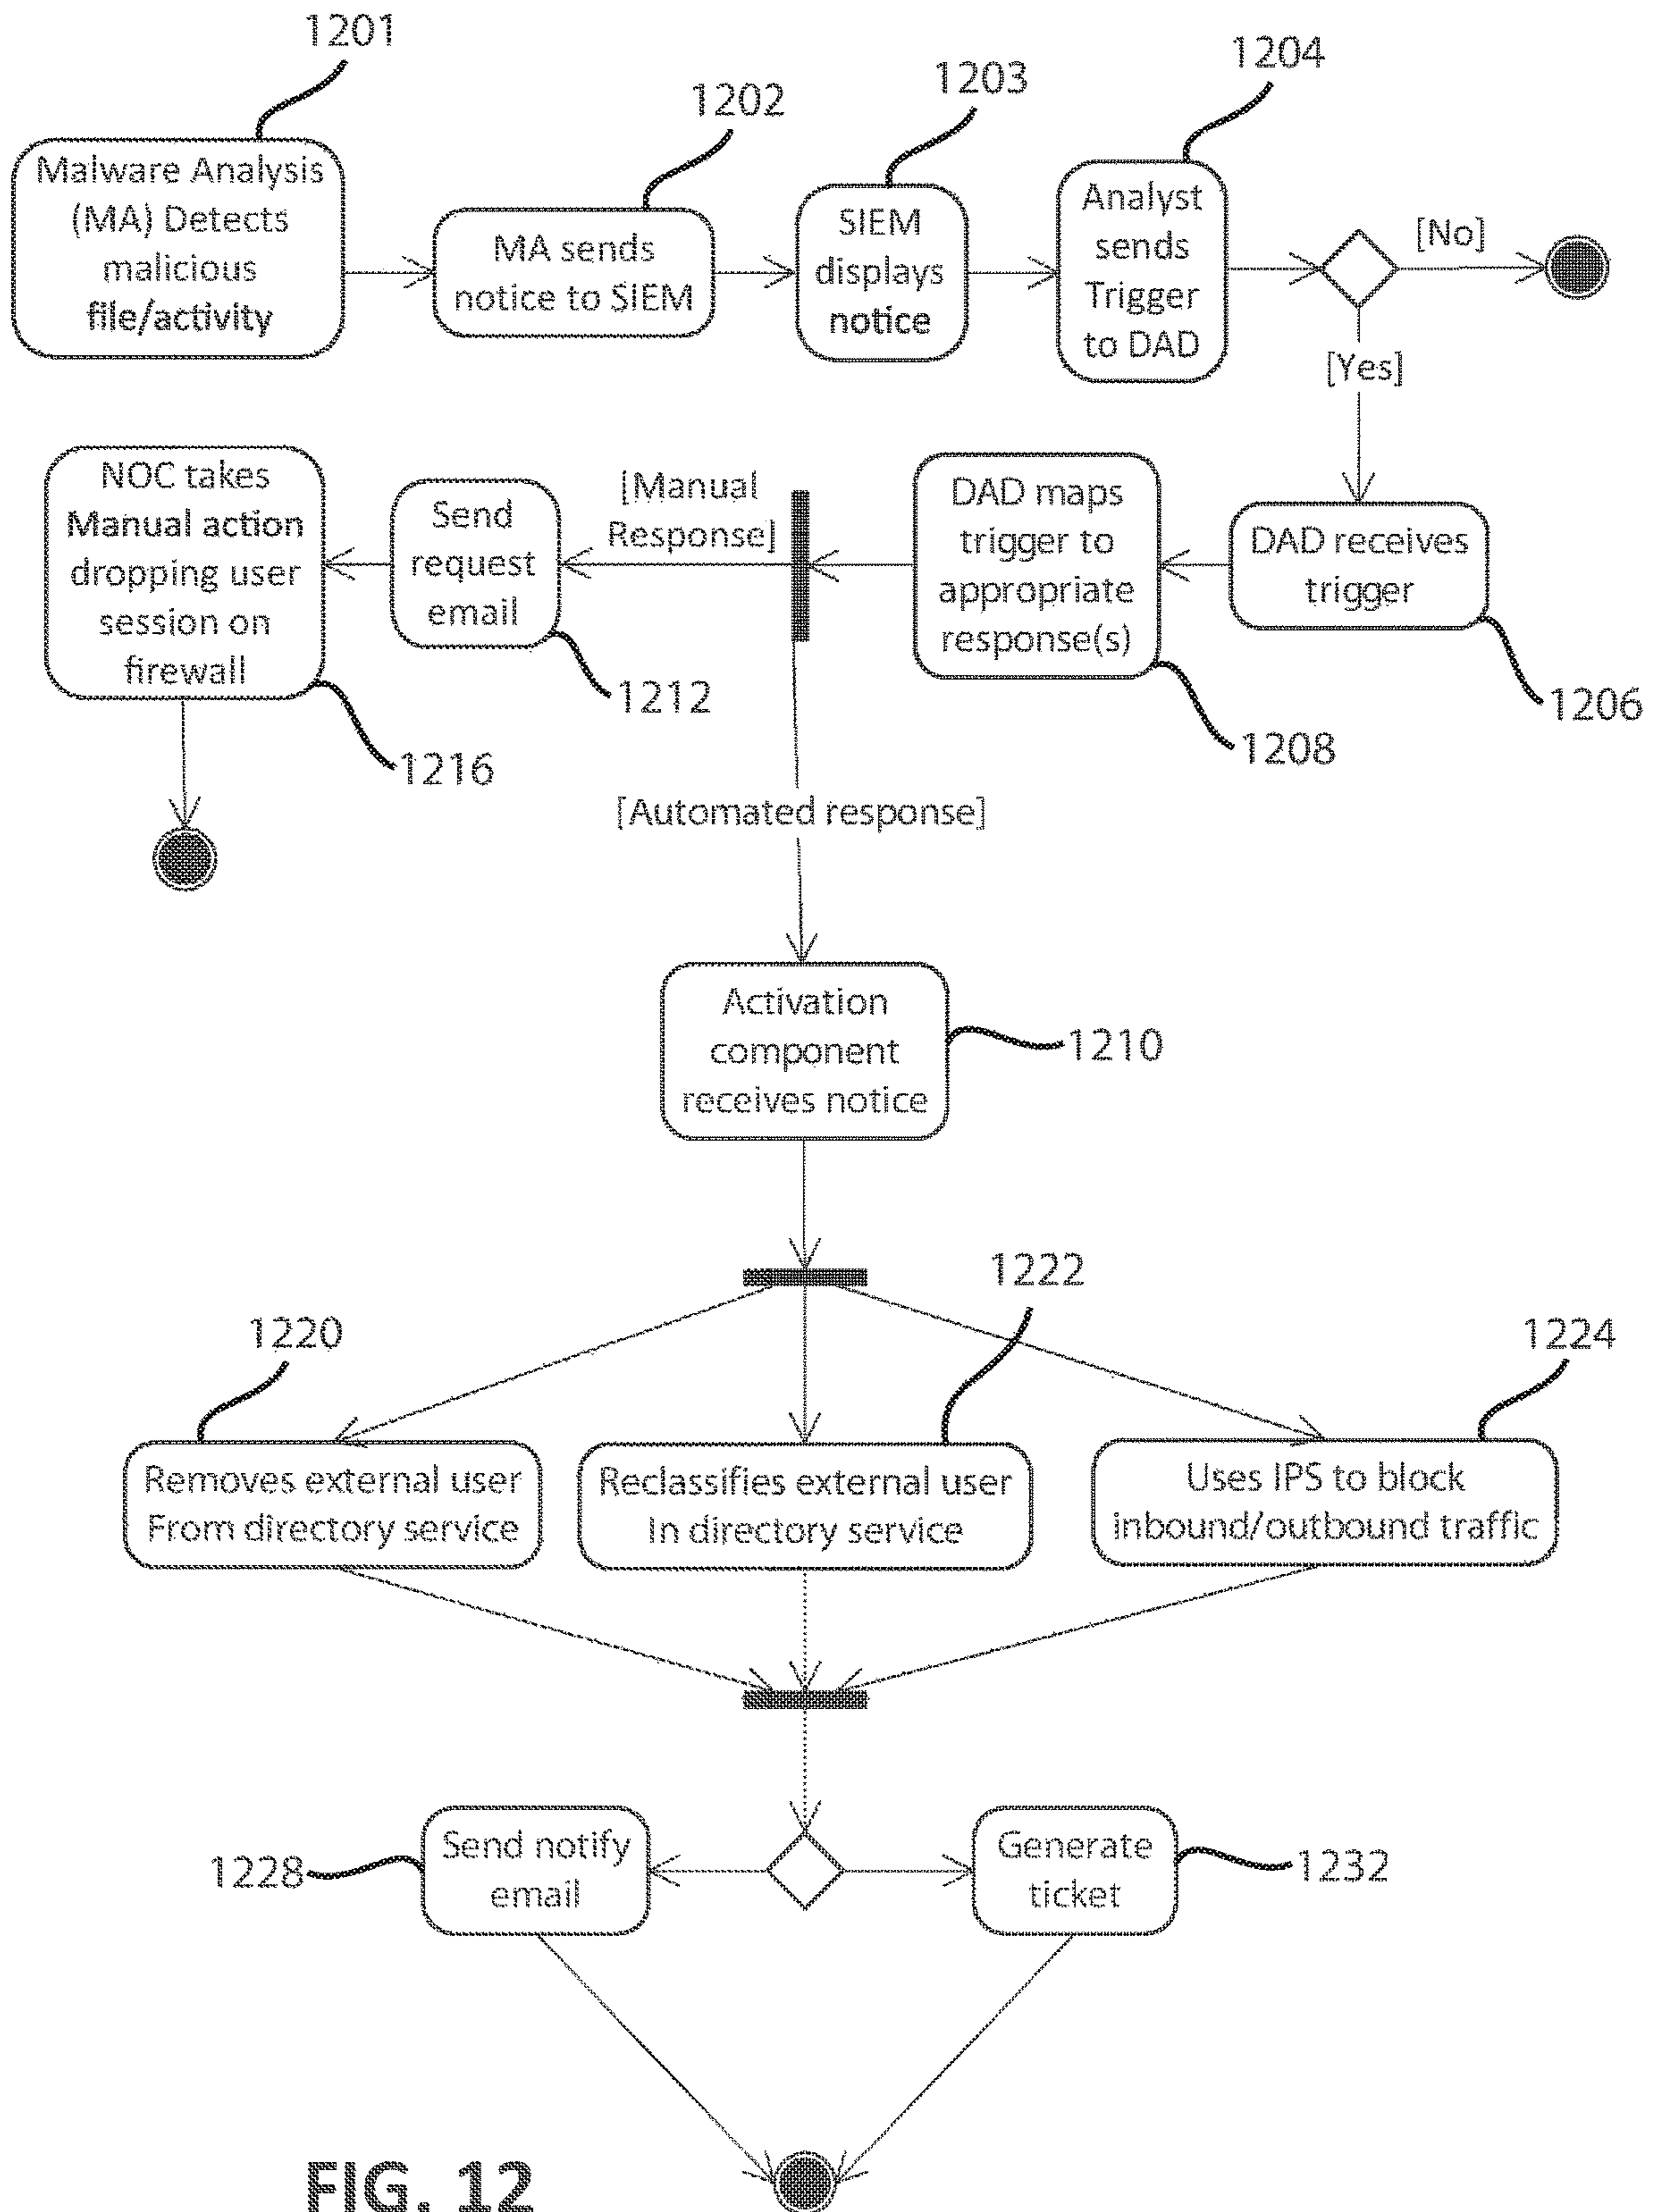 1201
1202
1203
1204
Malware Analysis
(MA) Detects
malicious
file/activity
MA sends
notice to SIEM
SIEM
displays
notice
Analyst
sends
Trigger
to DAD
[No]
[Yes]
NOC takes
Manual action
dropping user
session on
firewall
Send
request
email
[Manual
Response]
DAD maps
trigger to
appropriate
response(s)
DAD receives
trigger
1212
1206
1208
1216
[Automated response]
Activation
component
receives notice
1210
1222
1220
1224
Removes external user
From directory service
Reclassifies external user
In directory service
Uses IPS to block
inbound/outbound traffic
1228
Send notify
email
Generate
ticket
1232
FIG. 12